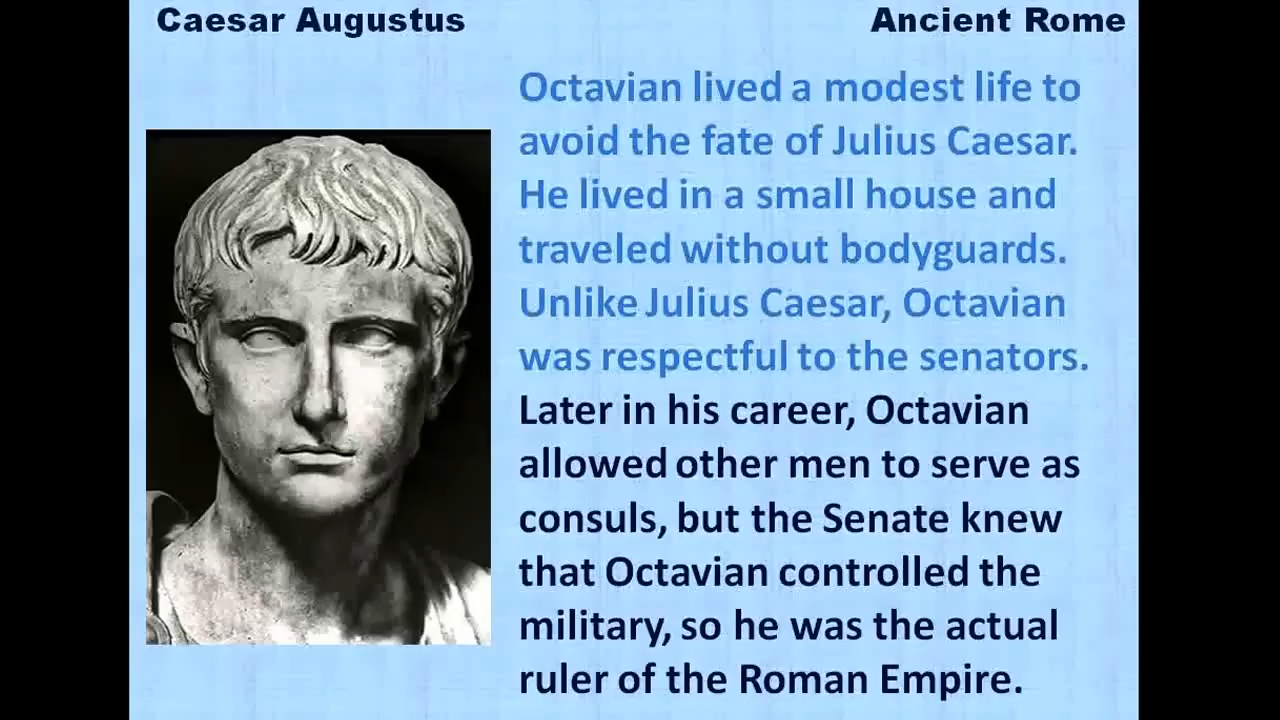 Caesar Augustus
Ancient Rome
Octavian lived a modest life to
avoid the fate of Julius Caesar.
He lived in a small house and
traveled without bodyguards.
Unlike Julius Caesar, Octavian
was respectful to the senators.
Later in his career, Octavian
allowed other men to serve as
consuls, but the Senate knew
that Octavian controlled the
military, so he was the actual
ruler of the Roman Empire.